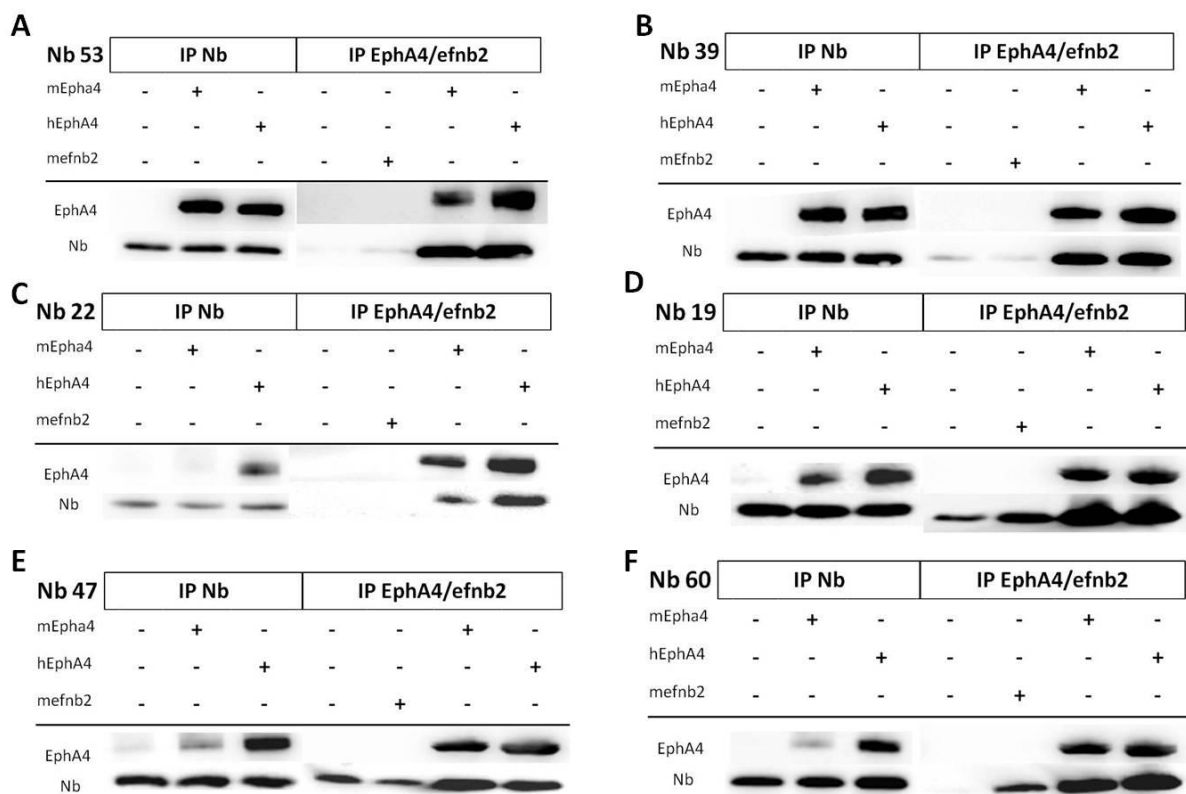 A
Nb 53 IP Nb IP EphA4/efnb2
mEpha4 - + - - - + -
hEphA4 - - + - - - +
mefnb2 - - - - + - -
EphA4
Nb
B
Nb 39 IP Nb IP EphA4/efnb2
mEpha4 - + - - - + -
hEphA4 - - + - - - +
mEfnb2 - - - - + - -
EphA4
Nb
C
Nb 22 IP Nb IP EphA4/efnb2
mEpha4 - + - - - + -
hEphA4 - - + - - - +
mefnb2 - - - - + - -
EphA4
Nb
D
Nb 19 IP Nb IP EphA4/efnb2
mEpha4 - + - - - + -
hEphA4 - - + - - - +
mefnb2 - - - - + - -
EphA4
Nb
E
Nb 47 IP Nb IP EphA4/efnb2
mEpha4 - + - - - + -
hEphA4 - - + - - - +
mefnb2 - - - - + - -
EphA4
Nb
F
Nb 60 IP Nb IP EphA4/efnb2
mEpha4 - + - - - + -
hEphA4 - - + - - - +
mefnb2 - - - - + - -
EphA4
Nb